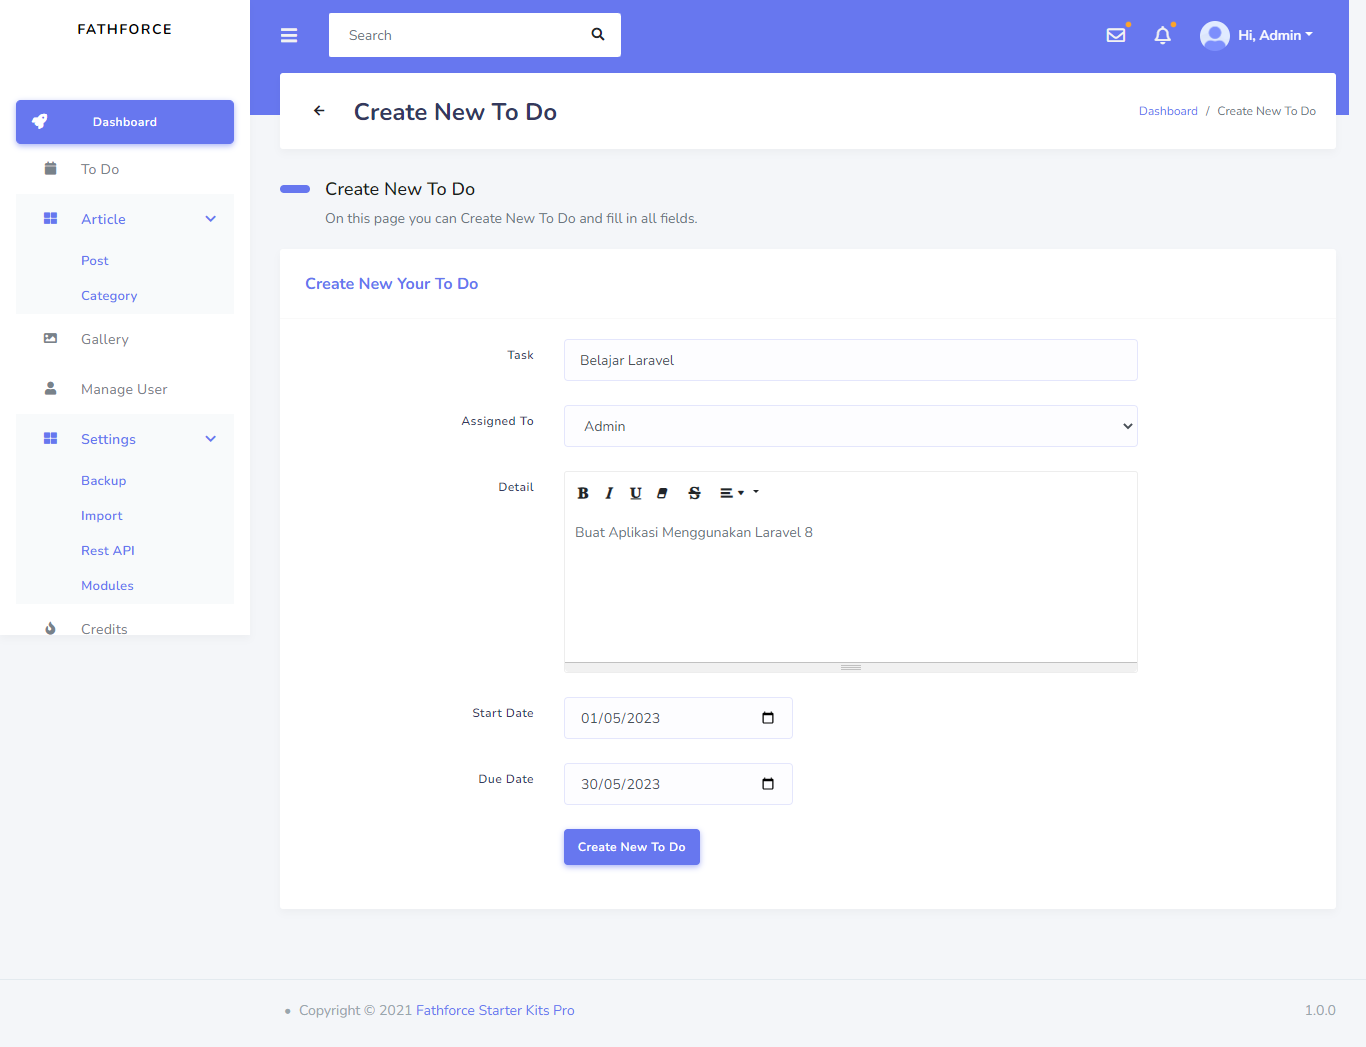 FATHFORCE
Search
Hi, Admin
Dashboard
To Do
Article
Post
Category
Gallery
Manage User
Settings
Backup
Import
Rest API
Modules
Credits
Create New To Do
Dashboard / Create New To Do
Create New To Do
On this page you can Create New To Do and fill in all fields.
Create New Your To Do
Task
Belajar Laravel
Assigned To
Admin
Detail
B I U S
Buat Aplikasi Menggunakan Laravel 8
Start Date
01/05/2023
Due Date
30/05/2023
Create New To Do
• Copyright © 2021 Fathforce Starter Kits Pro
1.0.0